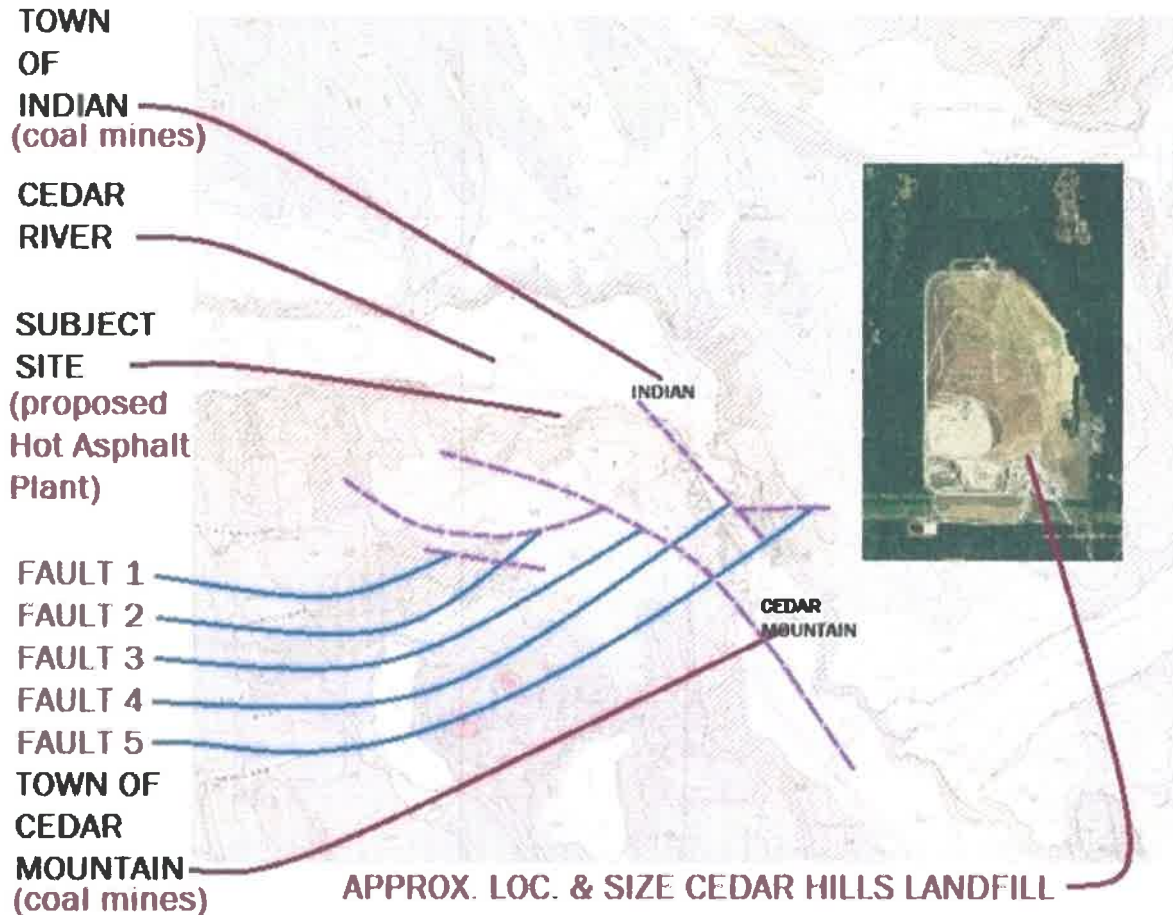 TOWN
OF
INDIAN
(coal mines)
CEDAR
RIVER
SUBJECT
SITE
(proposed
Hot Asphalt
Plant)
FAULT 1
FAULT 2
FAULT 3
FAULT 4
FAULT 5
TOWN OF
CEDAR
MOUNTAIN
(coal mines)
INDIAN
CEDAR
MOUNTAIN
APPROX. LOC. & SIZE CEDAR HILLS LANDFILL